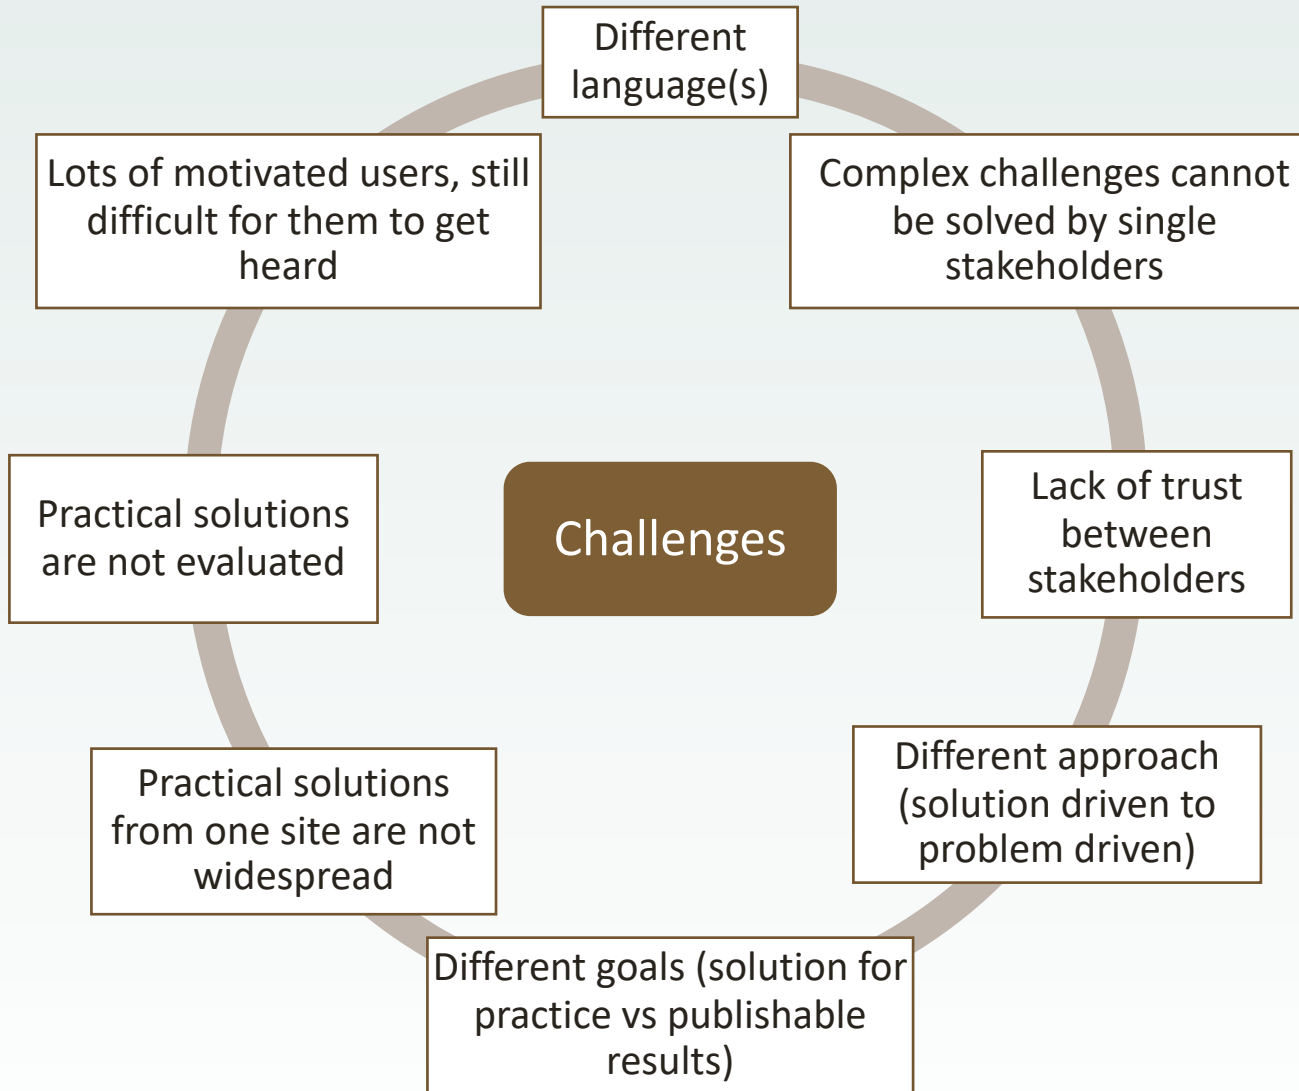 Different
language(s)
Complex challenges cannot
be solved by single
stakeholders
Lack of trust
between
stakeholders
Different approach
(solution driven to
problem driven)
Different goals (solution for
practice vs publishable
results)
Practical solutions
from one site are not
widespread
Practical solutions
are not evaluated
Lots of motivated users, still
difficult for them to get
heard
Challenges